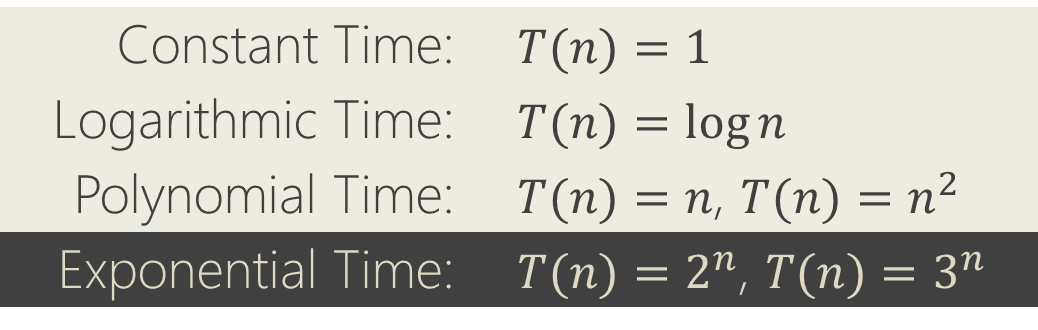 Constant Time: T(n) = 1
Logarithmic Time: T(n) = log n
Polynomial Time: T(n) = n, T(n) = n²
Exponential Time: T(n) = 2ⁿ, T(n) = 3ⁿ